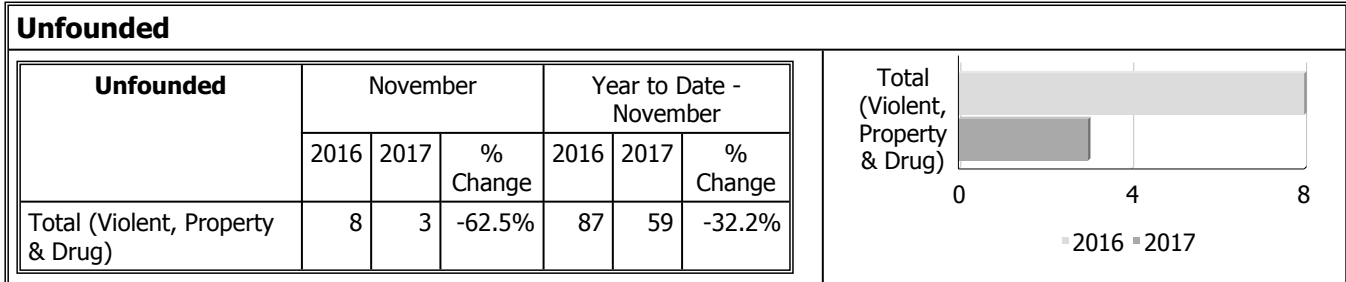 Unfounded
Unfounded
November
Year to Date -
November
2016 2017 %
Change
2016 2017 %
Change
Total (Violent, Property
& Drug)
8 3 -62.5% 87 59 -32.2%
Total
(Violent,
Property
& Drug)
0 4 8
2016 2017